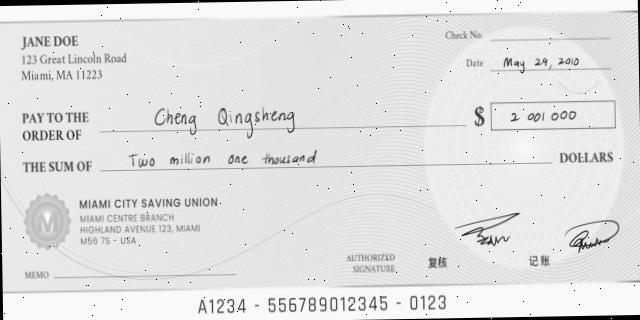 JANE DOE
123 Great Lincoln Road
Miami, MA 11223
Check No.
Date May 29, 2010
PAY TO THE
ORDER OF Cheng Qingsheng $ 2 001 000
THE SUM OF Two million one thousand DOLLARS
MIAMI CITY SAVING UNION
MIAMI CENTRE BRANCH
HIGHLAND AVENUE 123, MIAMI
M56 7S - USA
MEMO
AUTHORIZED
SIGNATURE
复核
记账
A1234 - 556789012345 - 0123